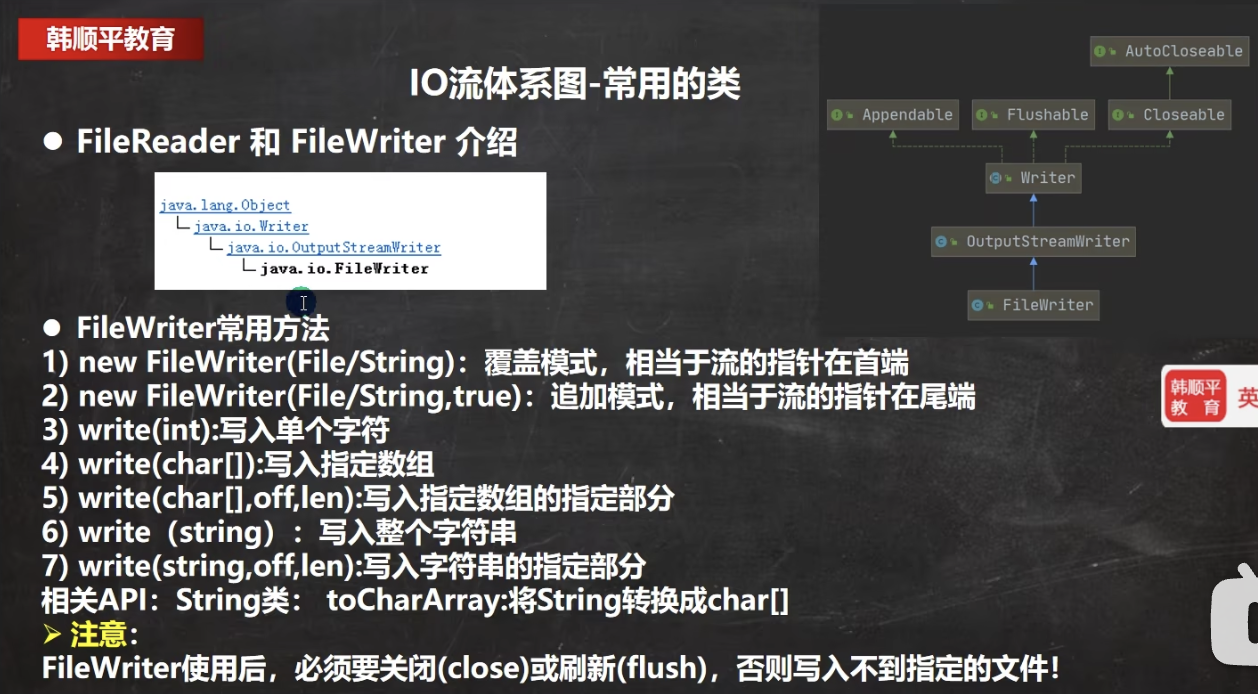 韩顺平教育
IO流体系图-常用的类
AutoCloseable
Appendable
Flushable
Closeable
Writer
OutputStreamWriter
FileWriter
● FileReader 和 FileWriter 介绍
java.lang.Object
java.io.Writer
java.io.OutputStreamWriter
java.io.FileWriter
● FileWriter常用方法
1) new FileWriter(File/String)：覆盖模式，相当于流的指针在首端
2) new FileWriter(File/String,true)：追加模式，相当于流的指针在尾端
3) write(int):写入单个字符
4) write(char[]):写入指定数组
5) write(char[],off,len):写入指定数组的指定部分
6) write（string）：写入整个字符串
7) write(string,off,len):写入字符串的指定部分
相关API：String类： toCharArray:将String转换成char[]
➢ 注意：
FileWriter使用后，必须要关闭(close)或刷新(flush)，否则写入不到指定的文件！
韩顺平
教 育
英